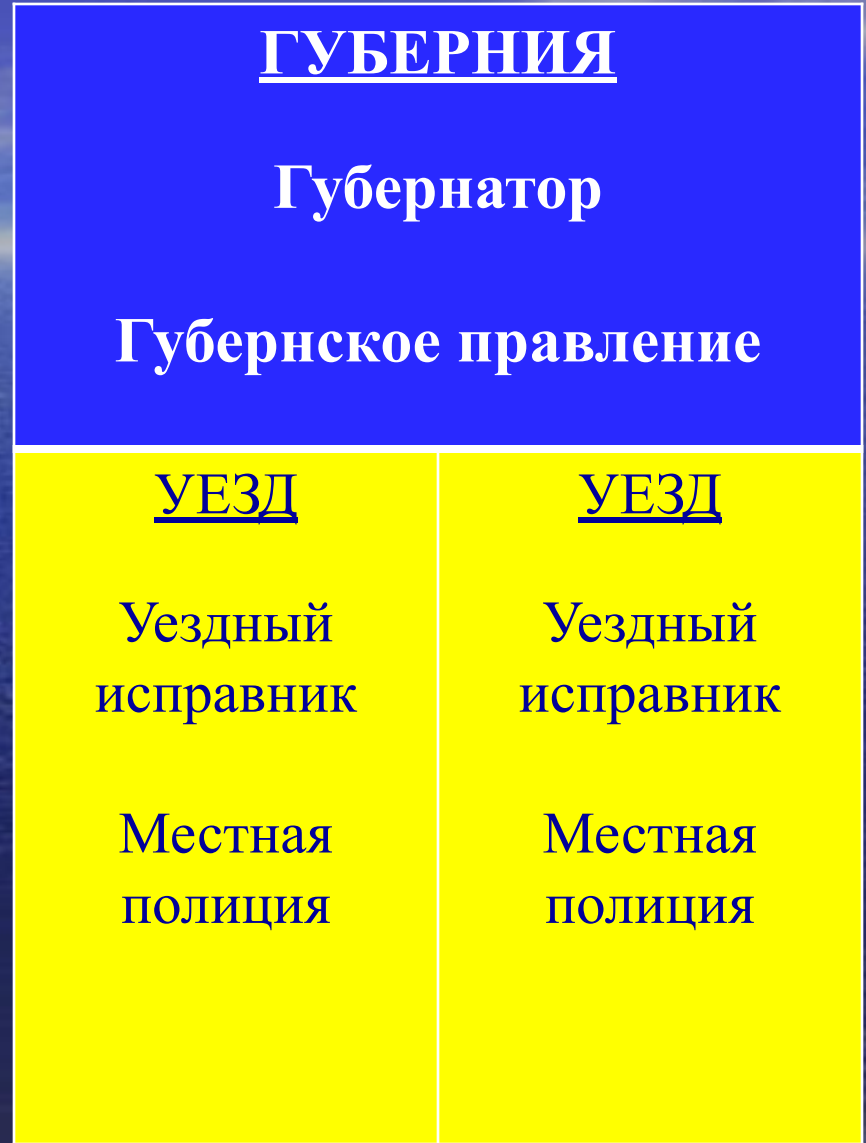 ГУБЕРНИЯ
Губернатор
Губернское правление
УЕЗД
Уездный
исправник
Местная
полиция
УЕЗД
Уездный
исправник
Местная
полиция